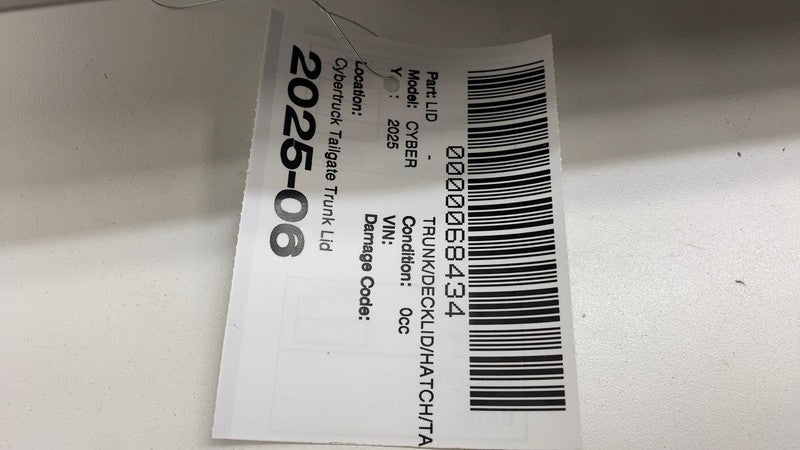 0000068434
Part: LID - TRUNK/DECKLID/HATCH/TA
Model: CYBER Condition: 0cc
Y : 2025 VIN:
Damage Code:
Location:
Cybertruck Tailgate Trunk Lid
2025-06